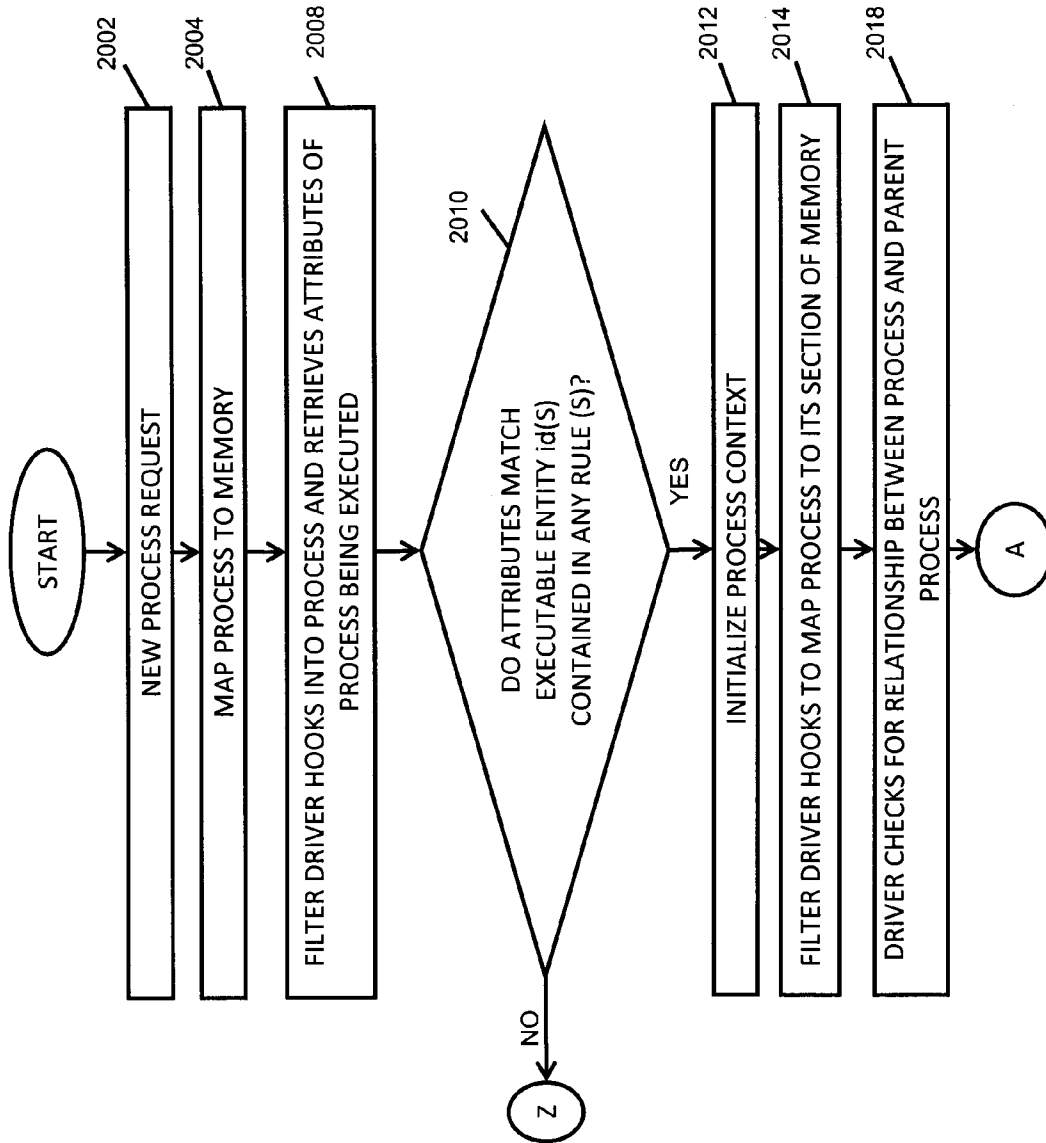 START
2002
NEW PROCESS REQUEST
2004
MAP PROCESS TO MEMORY
2008
FILTER DRIVER HOOKS INTO PROCESS AND RETRIEVES ATTRIBUTES OF
PROCESS BEING EXECUTED
2010
DO ATTRIBUTES MATCH
EXECUTABLE ENTITY id(S)
CONTAINED IN ANY RULE (S)?
NO
Z
YES
2012
INITIALIZE PROCESS CONTEXT
2014
FILTER DRIVER HOOKS TO MAP PROCESS TO ITS SECTION OF MEMORY
2018
DRIVER CHECKS FOR RELATIONSHIP BETWEEN PROCESS AND PARENT
PROCESS
A